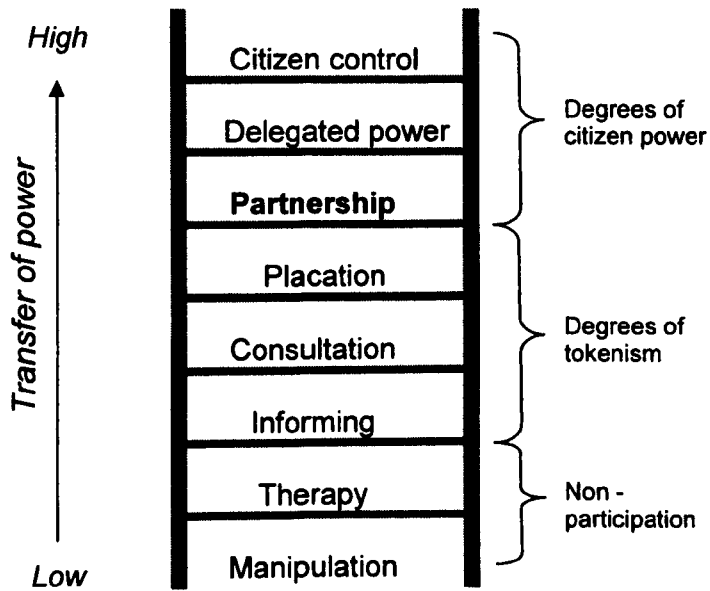 High
Transfer of power
Low
Citizen control
Delegated power
Partnership
Placation
Consultation
Informing
Therapy
Manipulation
Degrees of
citizen power
Degrees of
tokenism
Non -
participation